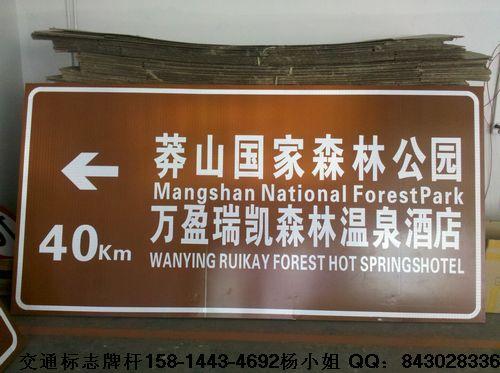 莽山国家森林公园
Mangshan National ForestPark
万盈瑞凯森林温泉酒店
WANYING RUIKAY FOREST HOT SPRINGSHOTEL
40Km
交通标志牌杆158-1443-4692杨小姐 QQ：843028336